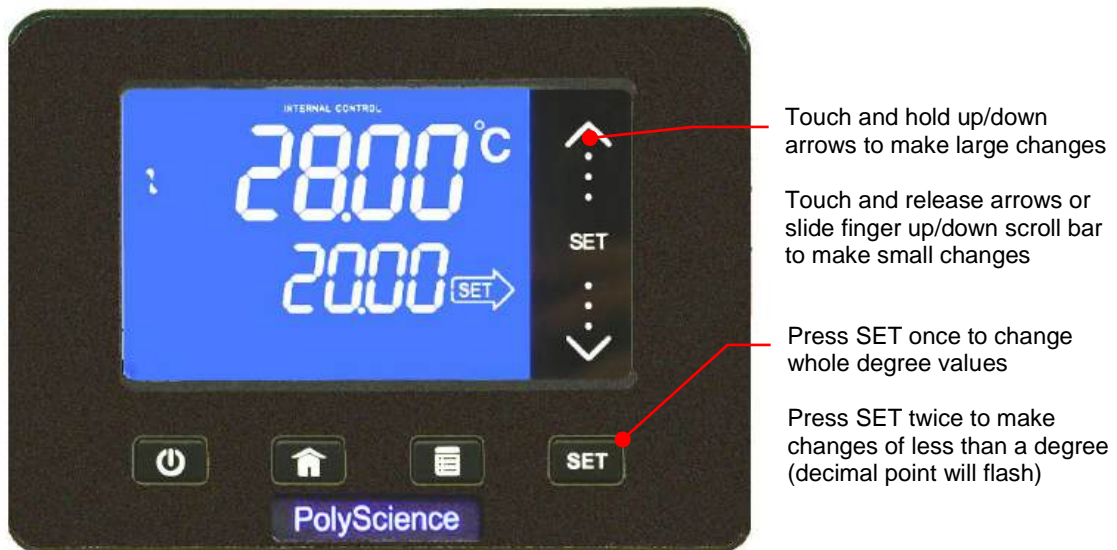 INTERNAL CONTROL
28.00°C
20.00 SET
SET
SET
PolyScience
Touch and hold up/down
arrows to make large changes
Touch and release arrows or
slide finger up/down scroll bar
to make small changes
Press SET once to change
whole degree values
Press SET twice to make
changes of less than a degree
(decimal point will flash)